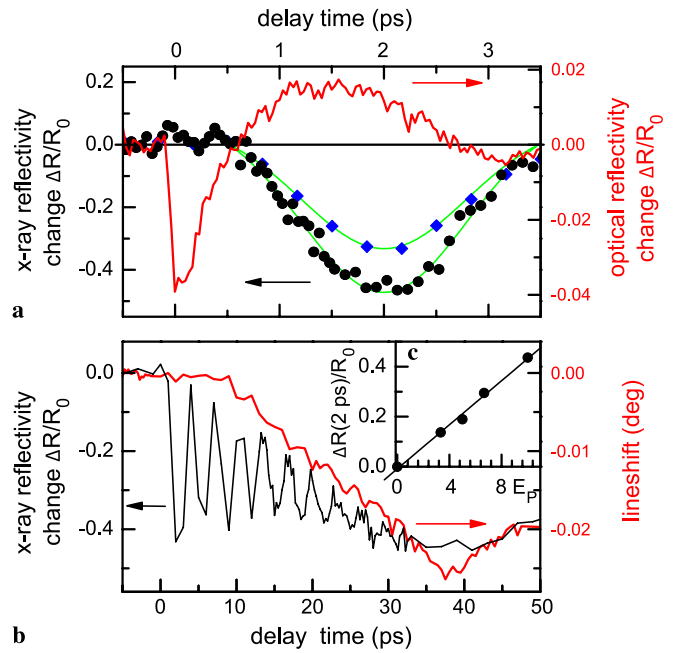 delay time (ps)
0 1 2 3
0.2
0.0
-0.2
-0.4
x-ray reflectivity
change ΔR/R0
0.02
0.00
-0.02
-0.04
optical reflectivity
change ΔR/R0
a
0.0
-0.2
-0.4
x-ray reflectivity
change ΔR/R0
c
ΔR(2 ps)/R0
0.4
0.2
0.0
0 4 8 EP
0.00
-0.01
-0.02
lineshift (deg)
0 10 20 30 40 50
b
delay time (ps)